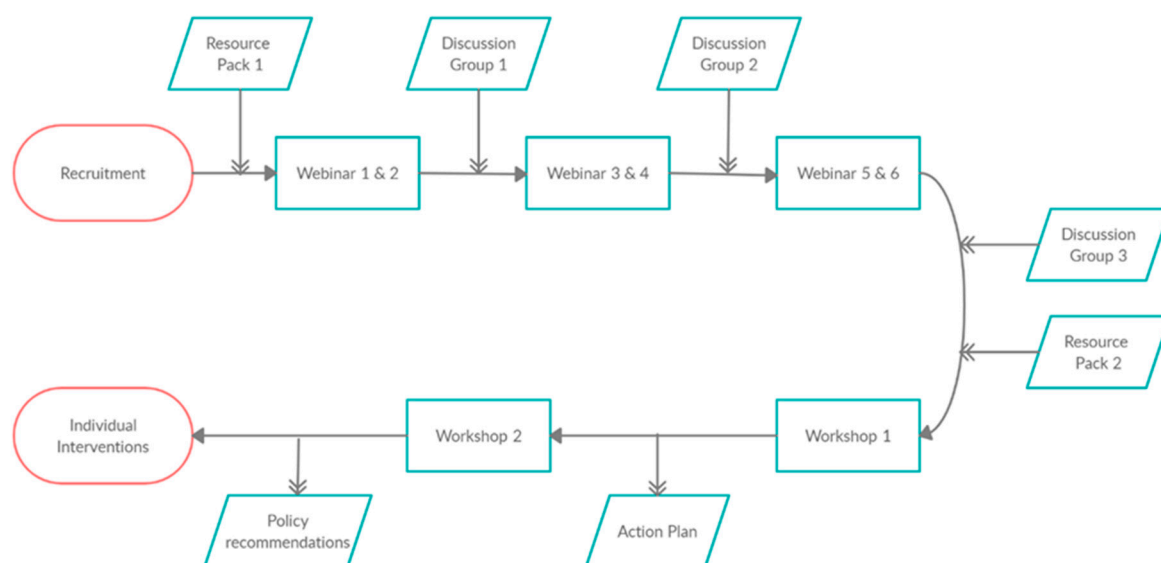 Resource
Pack 1
Discussion
Group 1
Discussion
Group 2
Recruitment
Webinar 1 & 2
Webinar 3 & 4
Webinar 5 & 6
Discussion
Group 3
Resource
Pack 2
Individual
Interventions
Workshop 2
Workshop 1
Policy
recommendations
Action Plan